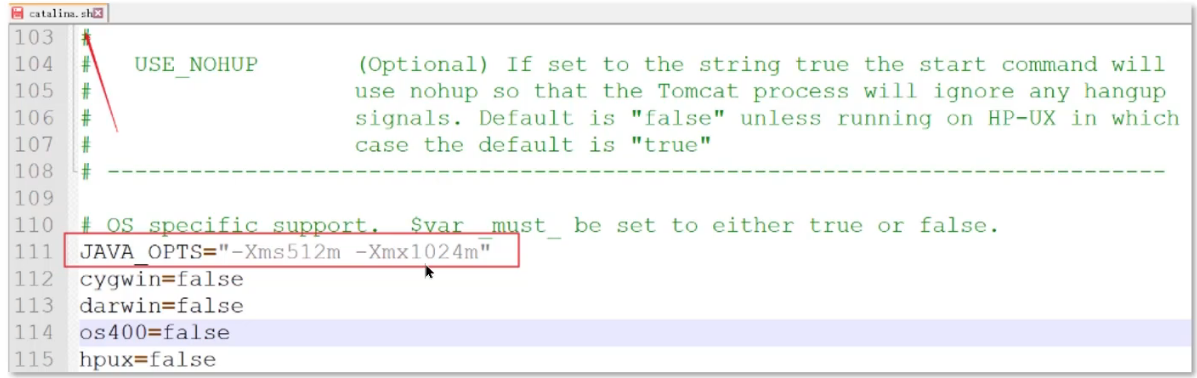 catalina.sh
103 #
104 # USE_NOHUP (Optional) If set to the string true the start command will
105 # use nohup so that the Tomcat process will ignore any hangup
106 # signals. Default is "false" unless running on HP-UX in which
107 # case the default is "true"
108 # -----------------------------------------------------------------------------
109
110 # OS specific support. $var _must_ be set to either true or false.
111 JAVA_OPTS="-Xms512m -Xmx1024m"
112 cygwin=false
113 darwin=false
114 os400=false
115 hpux=false